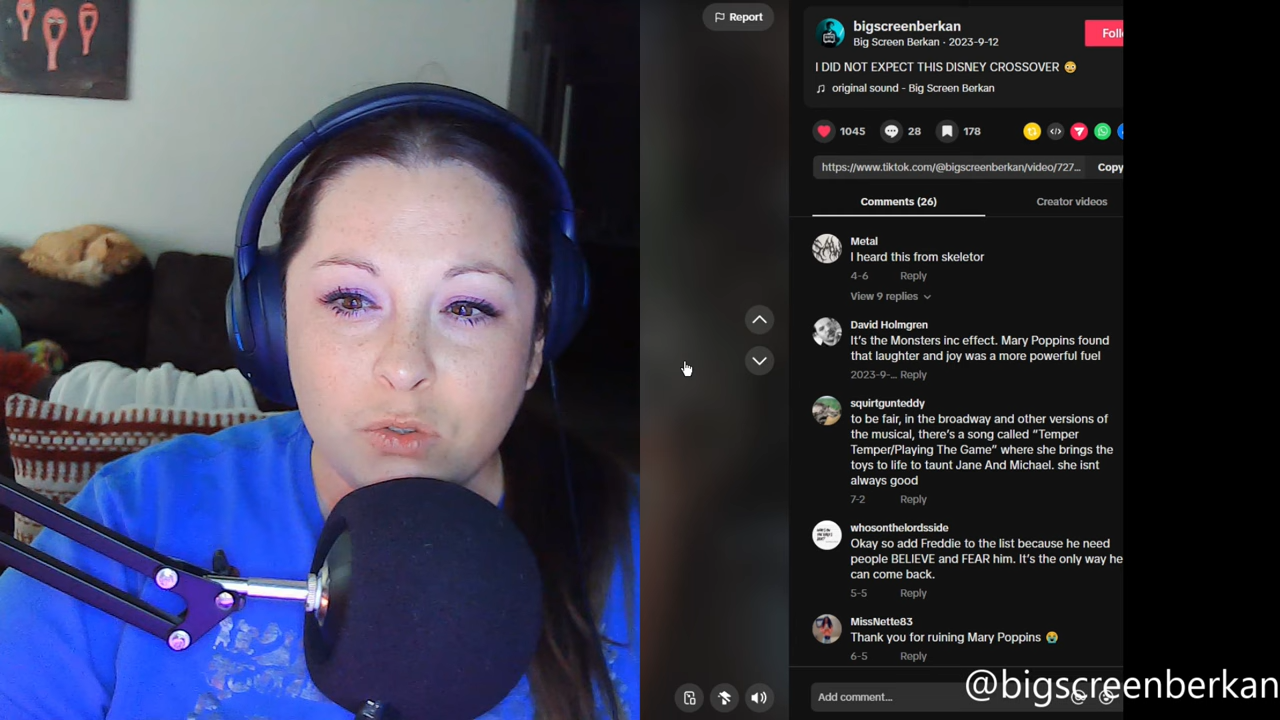 Report
bigscreenberkan
Big Screen Berkan · 2023-9-12
I DID NOT EXPECT THIS DISNEY CROSSOVER 😳
original sound - Big Screen Berkan
1045
28
178
https://www.tiktok.com/@bigscreenberkan/video/727...
Copy
Comments (26)
Creator videos
Metal
I heard this from skeletor
4-6 Reply
View 9 replies
David Holmgren
It's the Monsters inc effect. Mary Poppins found
that laughter and joy was a more powerful fuel
2023-9-... Reply
squirtgunteddy
to be fair, in the broadway and other versions of
the musical, there's a song called "Temper
Temper/Playing The Game" where she brings the
toys to life to taunt Jane And Michael. she isnt
always good
7-2 Reply
whosonthelordsside
Okay so add Freddie to the list because he need
people BELIEVE and FEAR him. It's the only way he
can come back.
5-5 Reply
MissNette83
Thank you for ruining Mary Poppins 😭
6-5 Reply
Add comment...
@bigscreenberkan